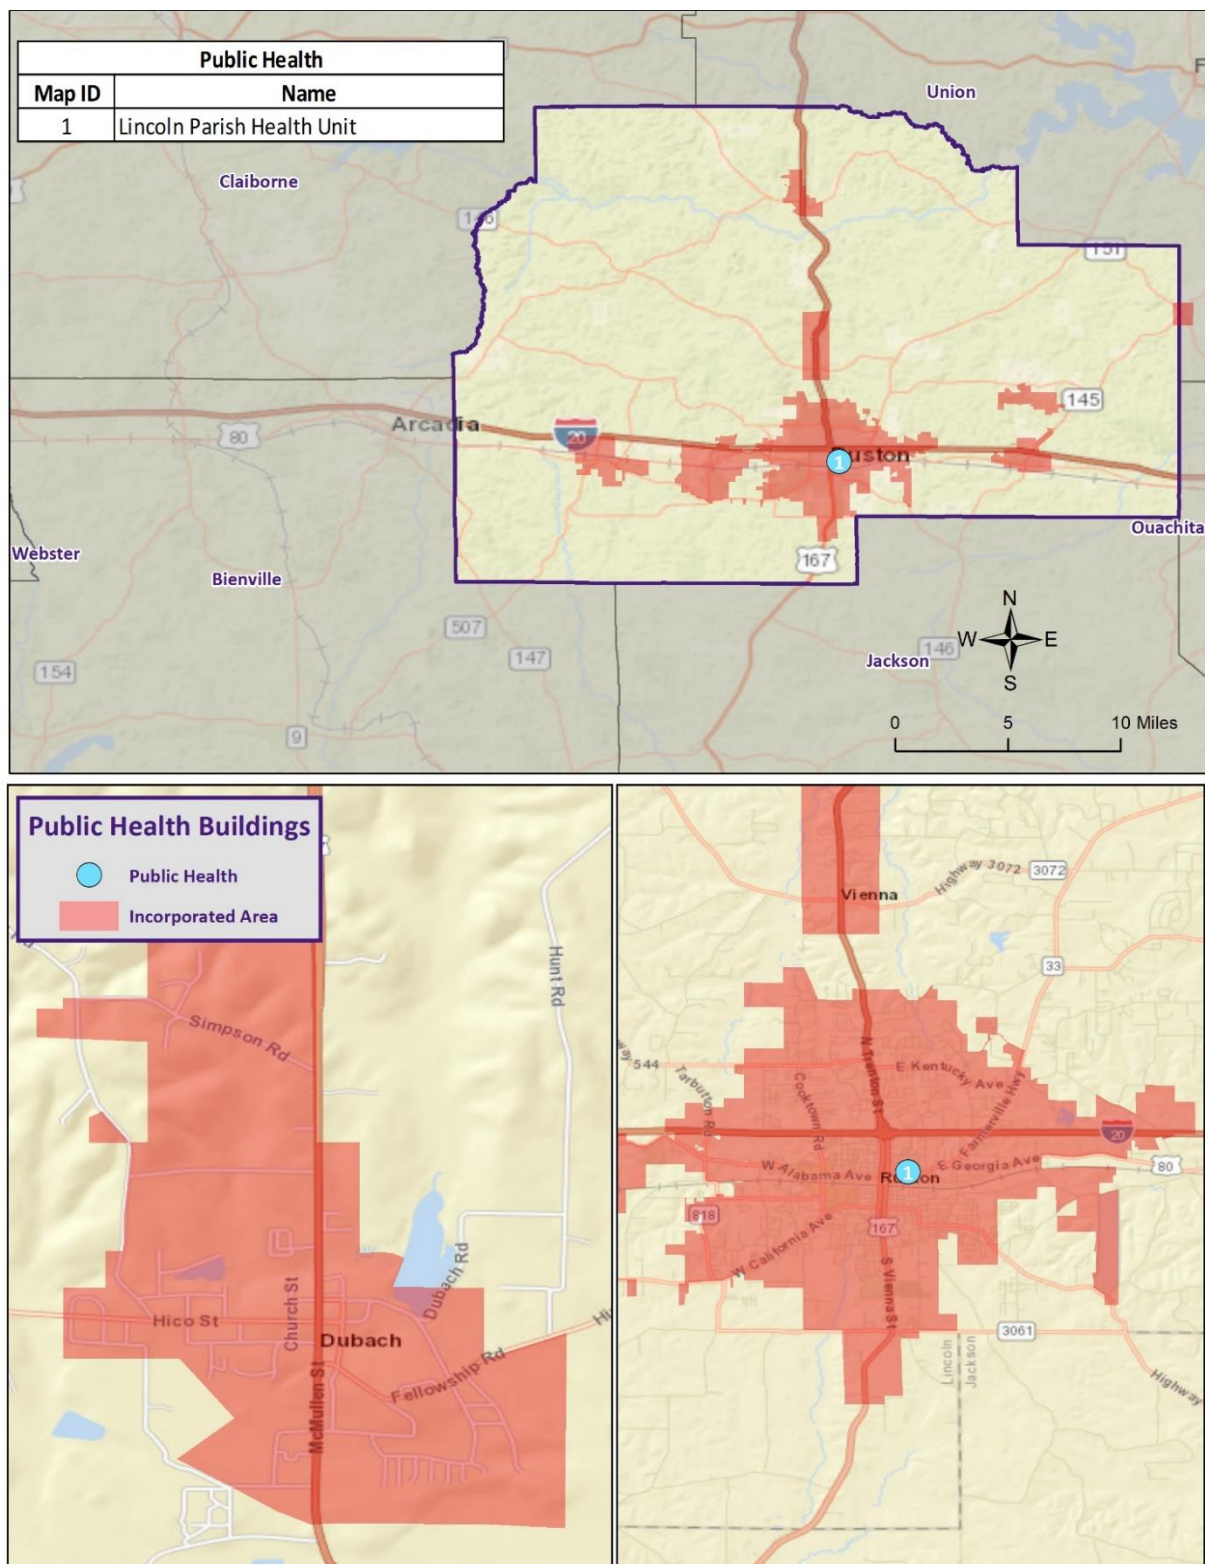 Public Health
Map ID Name
1 Lincoln Parish Health Unit
Union
Claiborne
146
151
Arcadia
80
20
145
1
uston
Ouachita
Webster
Bienville
167
507
147
154
9
Jackson
146
N
W E
S
0 5 10 Miles
Public Health Buildings
Public Health
Incorporated Area
Hunt Rd
Simpson Rd
Dubach Rd
Hico St
Church St
Dubach
Fellowship Rd
McMullen St
Vienna
Highway 3072
3072
33
544
Tarbutton Rd
Cooktown Rd
N Trenton St
E Kentucky Ave
Farmerville Hwy
20
W Alabama Ave
1
E Georgia Ave
80
818
167
W California Ave
S Vienna St
3061
Lincoln
Jackson
Highway